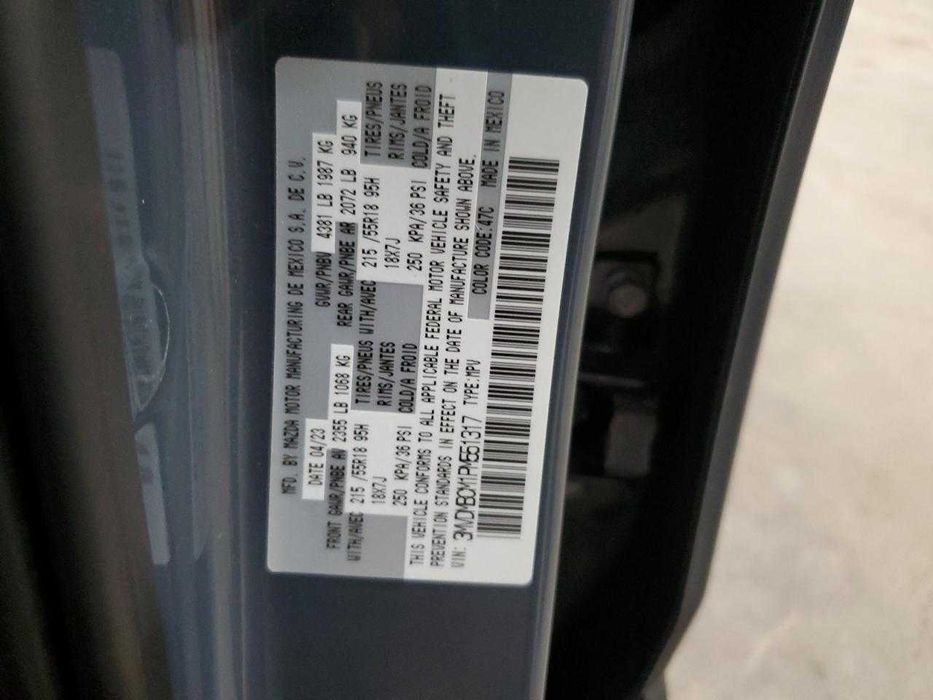 MFD. BY MAZDA MOTOR MANUFACTURING DE MEXICO S.A. DE C.V.
DATE 04/23 GVWR/PNBV 4381 LB 1987 KG
FRONT GAWR/PNBE AV 2355 LB 1068 KG REAR GAWR/PNBE AR 2072 LB 940 KG
WITH/AVEC 215 /55R18 95H TIRES/PNEUS WITH/AVEC 215 /55R18 95H TIRES/PNEUS
18X7J RIMS/JANTES 18X7J RIMS/JANTES
250 KPA/36 PSI COLD/A FROID 250 KPA/36 PSI COLD/A FROID
THIS VEHICLE CONFORMS TO ALL APPLICABLE FEDERAL MOTOR VEHICLE SAFETY AND THEFT
PREVENTION STANDARDS IN EFFECT ON THE DATE OF MANUFACTURE SHOWN ABOVE.
VIN: 3MVDMBCM1PM551317 TYPE:MPV COLOR CODE:47C MADE IN MEXICO